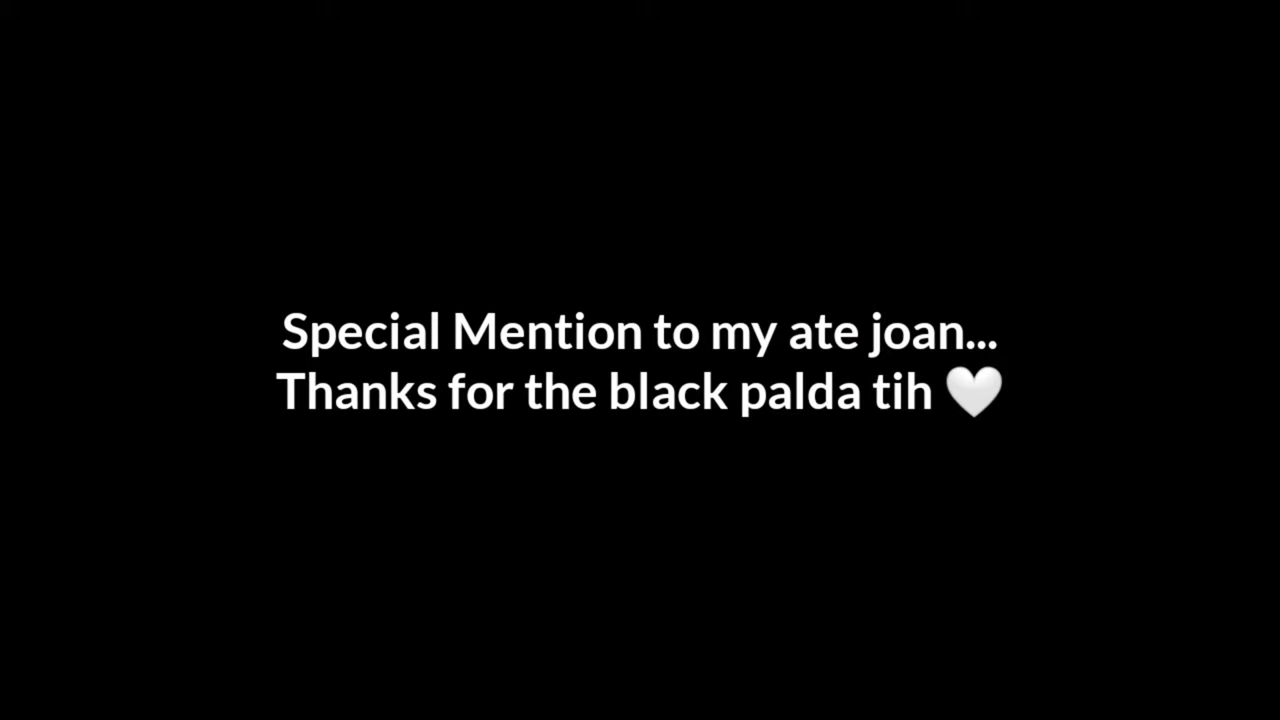 Special Mention to my ate joan...
Thanks for the black palda tih 🤍